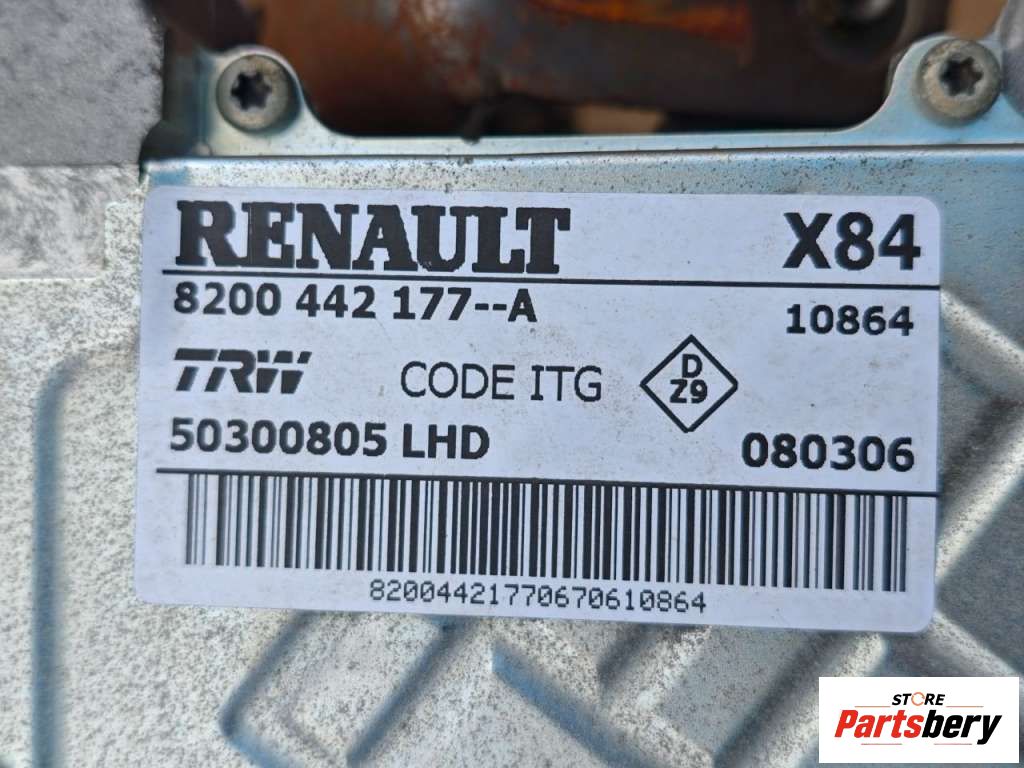 RENAULT X84
8200 442 177--A 10864
TRW CODE ITG D
Z9
50300805 LHD 080306
82004421770670610864
STORE
Partsbery